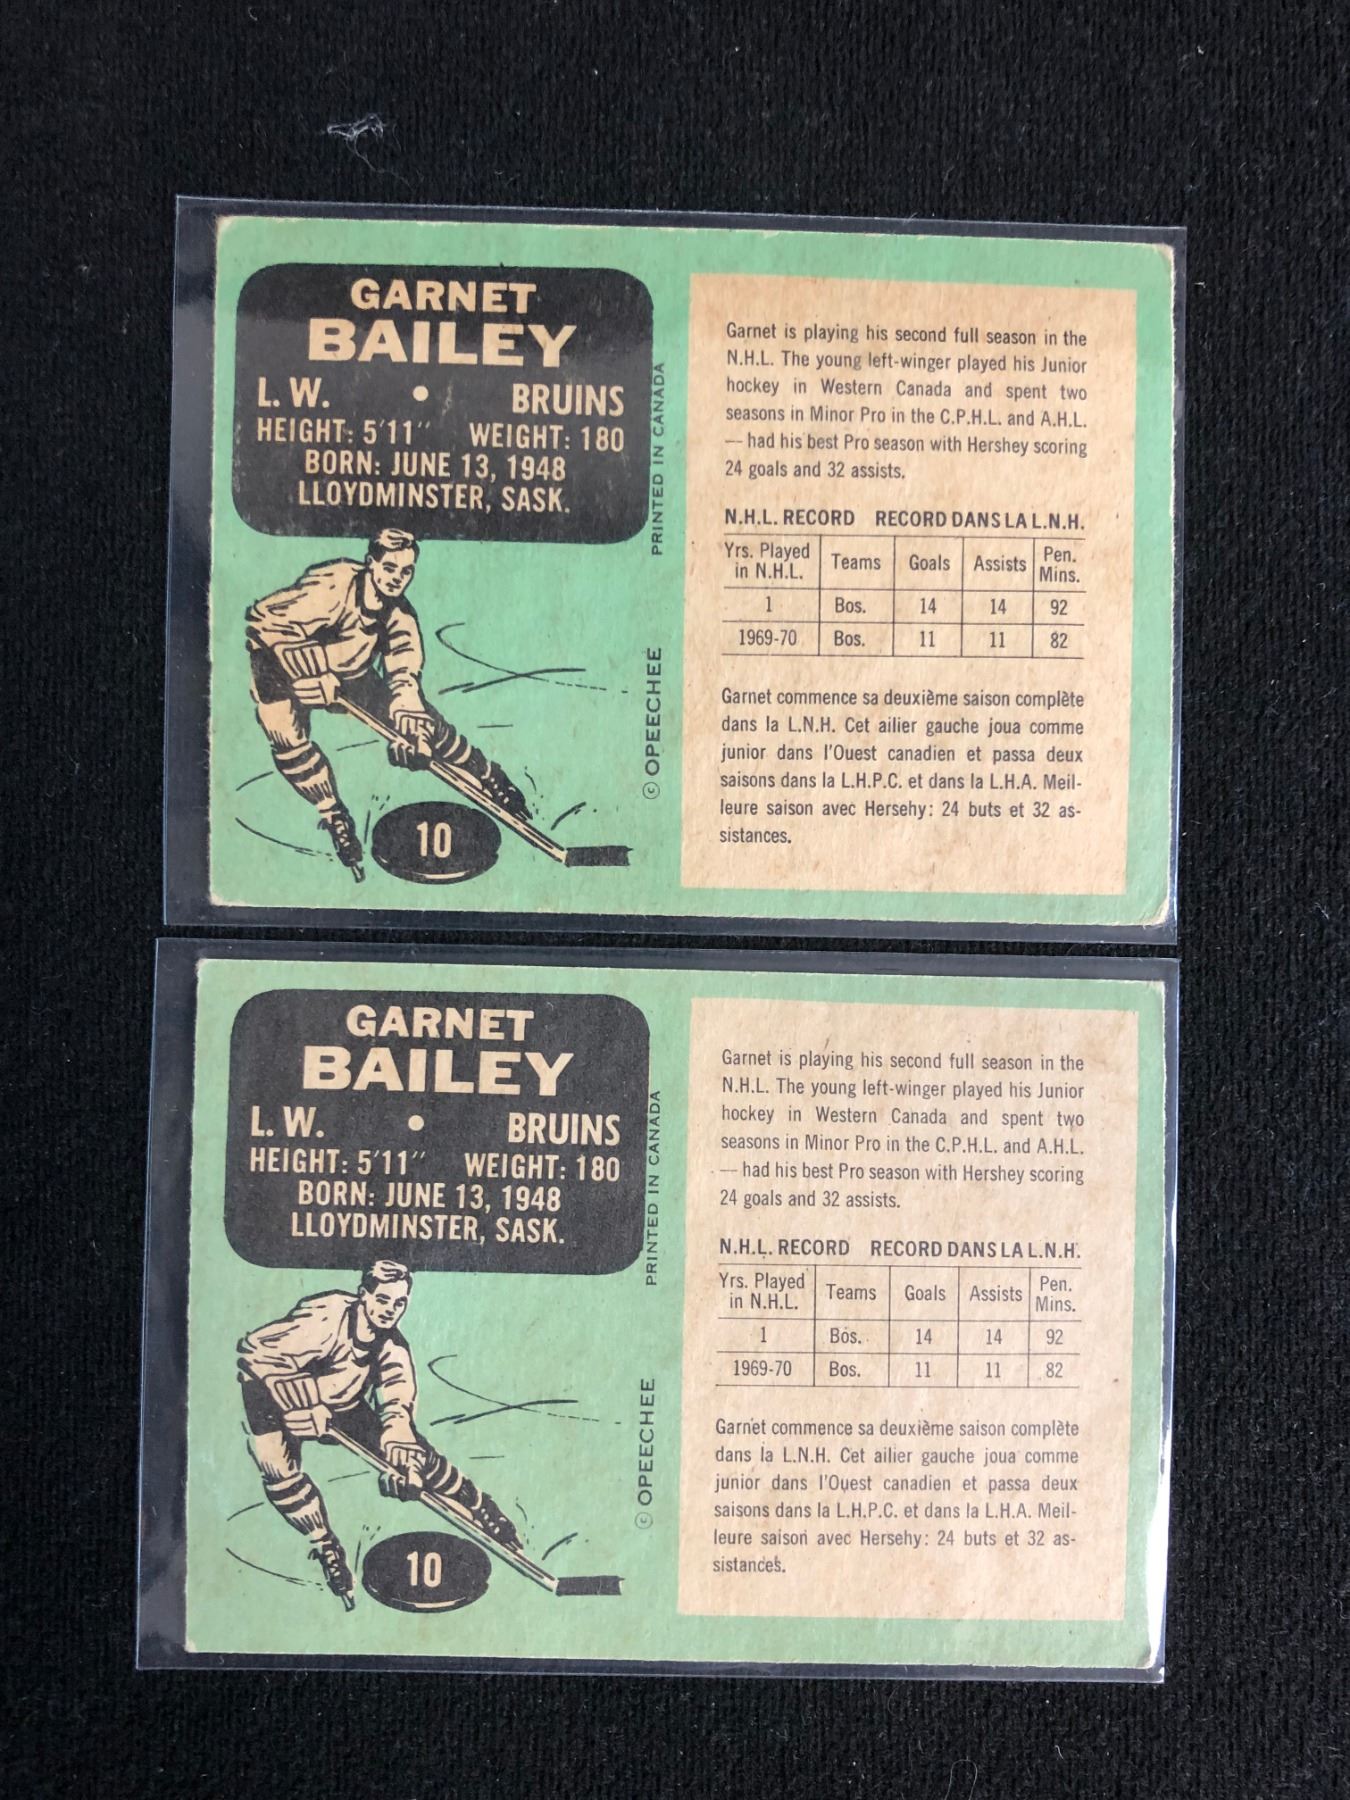 GARNET
BAILEY
L. W. • BRUINS
HEIGHT: 5'11" WEIGHT: 180
BORN: JUNE 13, 1948
LLOYDMINSTER, SASK.
PRINTED IN CANADA
© OPEECHEE
10
Garnet is playing his second full season in the
N.H.L. The young left-winger played his Junior
hockey in Western Canada and spent two
seasons in Minor Pro in the C.P.H.L. and A.H.L.
— had his best Pro season with Hershey scoring
24 goals and 32 assists.
N.H.L. RECORD RECORD DANS LA L.N.H.
Yrs. Played in N.H.L. Teams Goals Assists Pen. Mins.
1 Bos. 14 14 92
1969-70 Bos. 11 11 82
Garnet commence sa deuxième saison complète
dans la L.N.H. Cet ailier gauche joua comme
junior dans l'Ouest canadien et passa deux
saisons dans la L.H.P.C. et dans la L.H.A. Meil-
leure saison avec Hersehy: 24 buts et 32 as-
sistances.
GARNET
BAILEY
L. W. • BRUINS
HEIGHT: 5'11" WEIGHT: 180
BORN: JUNE 13, 1948
LLOYDMINSTER, SASK.
PRINTED IN CANADA
© OPEECHEE
10
Garnet is playing his second full season in the
N.H.L. The young left-winger played his Junior
hockey in Western Canada and spent two
seasons in Minor Pro in the C.P.H.L. and A.H.L.
— had his best Pro season with Hershey scoring
24 goals and 32 assists.
N.H.L. RECORD RECORD DANS LA L.N.H.
Yrs. Played in N.H.L. Teams Goals Assists Pen. Mins.
1 Bos. 14 14 92
1969-70 Bos. 11 11 82
Garnet commence sa deuxième saison complète
dans la L.N.H. Cet ailier gauche joua comme
junior dans l'Ouest canadien et passa deux
saisons dans la L.H.P.C. et dans la L.H.A. Meil-
leure saison avec Hersehy: 24 buts et 32 as-
sistances.